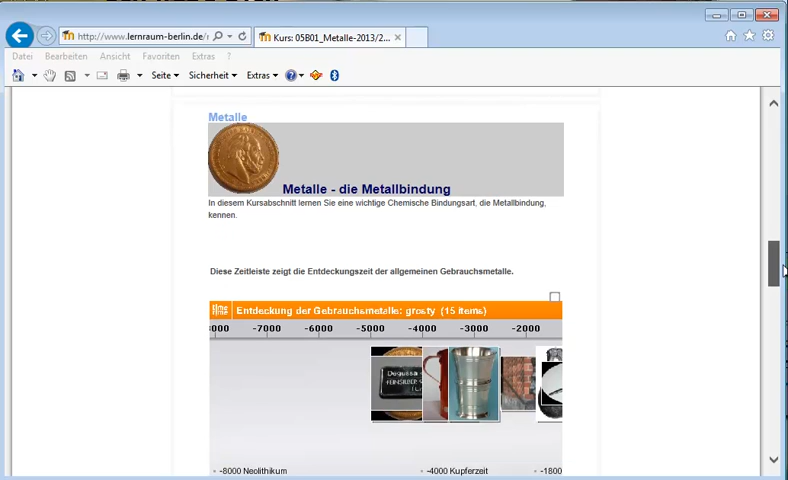 http://www.lernraum-berlin.de/r
Kurs: 05B01_Metalle-2013/2...
Datei Bearbeiten Ansicht Favoriten Extras ?
Seite Sicherheit Extras
Metalle
Metalle - die Metallbindung
In diesem Kursabschnitt lernen Sie eine wichtige Chemische Bindungsart, die Metallbindung,
kennen.
Diese Zeitleiste zeigt die Entdeckungszeit der allgemeinen Gebrauchsmetalle.
Entdeckung der Gebrauchsmetalle: grosty (15 items)
8000 -7000 -6000 -5000 -4000 -3000 -2000
Degussa
FEINSILBER
-8000 Neolithikum -4000 Kupferzeit -1800